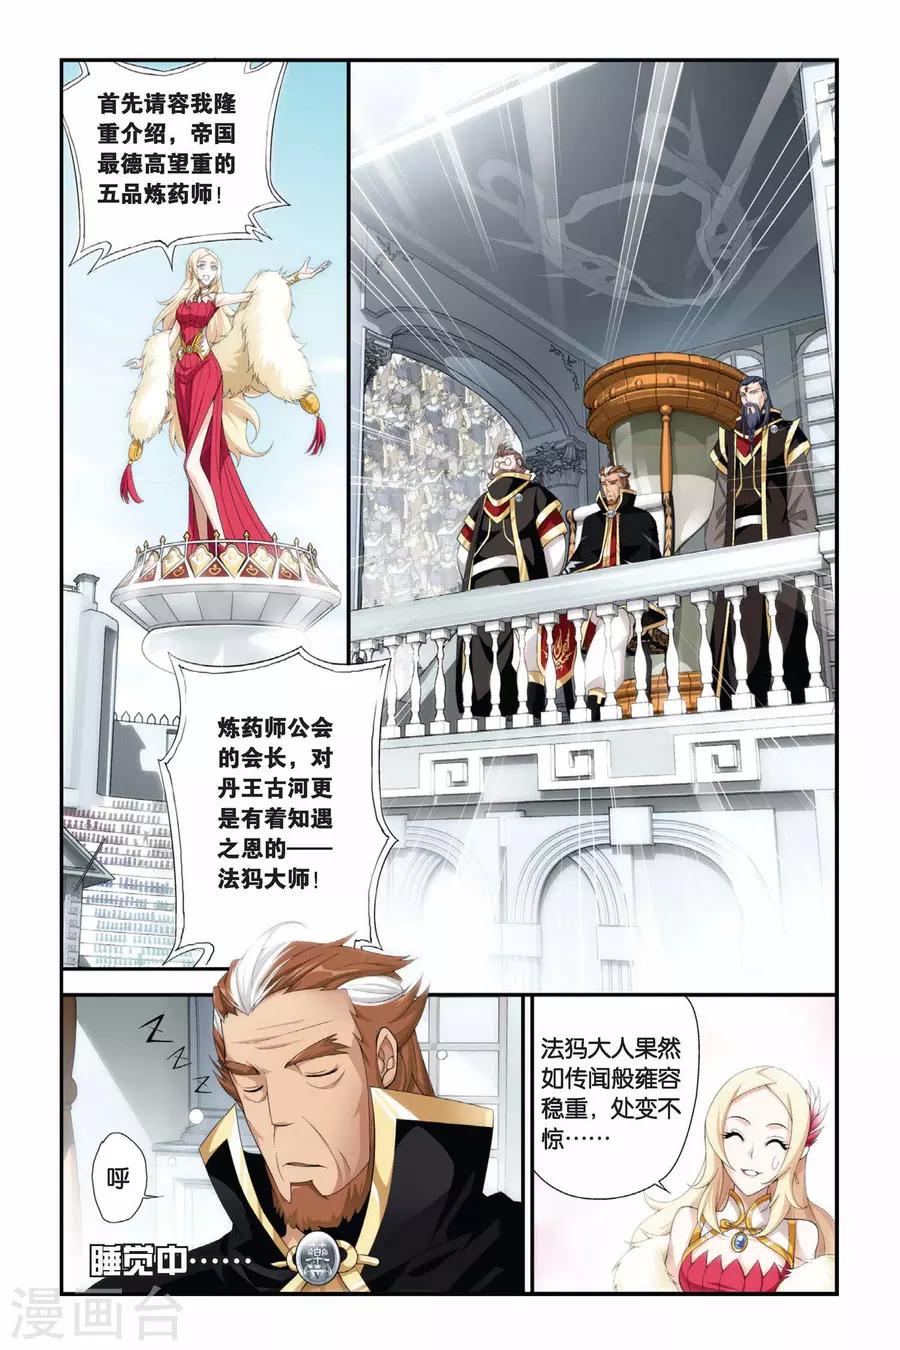 首先请容我隆
重介绍，帝国
最德高望重的
五品炼药师！
炼药师公会
的会长，对
丹王古河更
是有着知遇
之恩的——
法犸大师！
Z
Z
Z
呼
睡觉中……
法犸大人果然
如传闻般雍容
稳重，处变不
惊……
漫画台